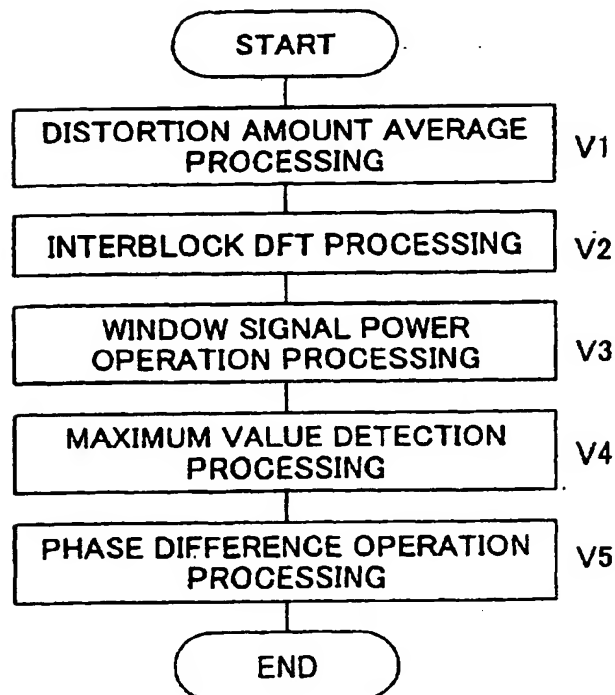 START
DISTORTION AMOUNT AVERAGE
PROCESSING
V1
INTERBLOCK DFT PROCESSING
V2
WINDOW SIGNAL POWER
OPERATION PROCESSING
V3
MAXIMUM VALUE DETECTION
PROCESSING
V4
PHASE DIFFERENCE OPERATION
PROCESSING
V5
END